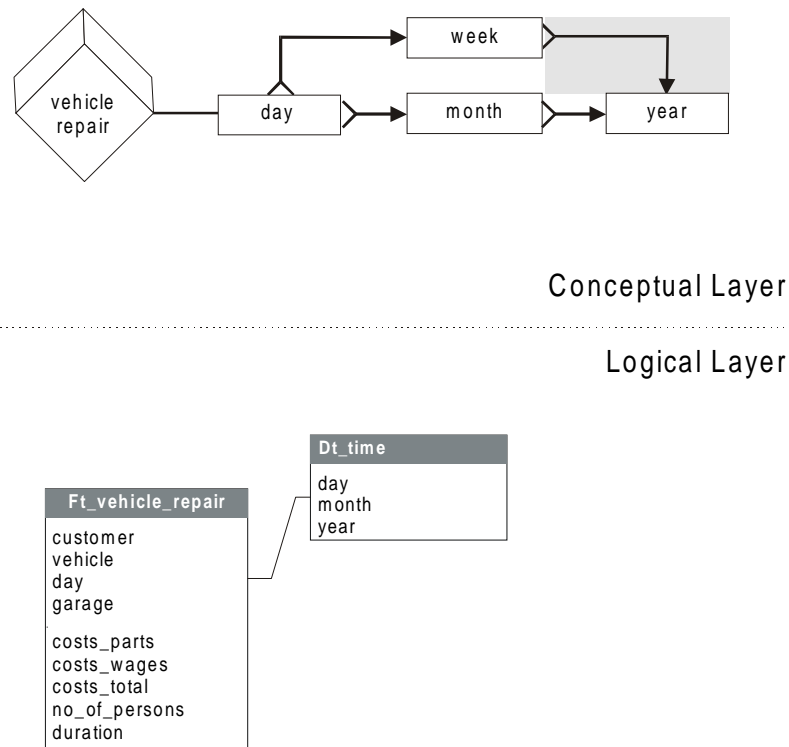 week
vehicle
repair
day
month
year
Conceptual Layer
Logical Layer
Dt_time
day
month
year
Ft_vehicle_repair
customer
vehicle
day
garage
costs_parts
costs_wages
costs_total
no_of_persons
duration